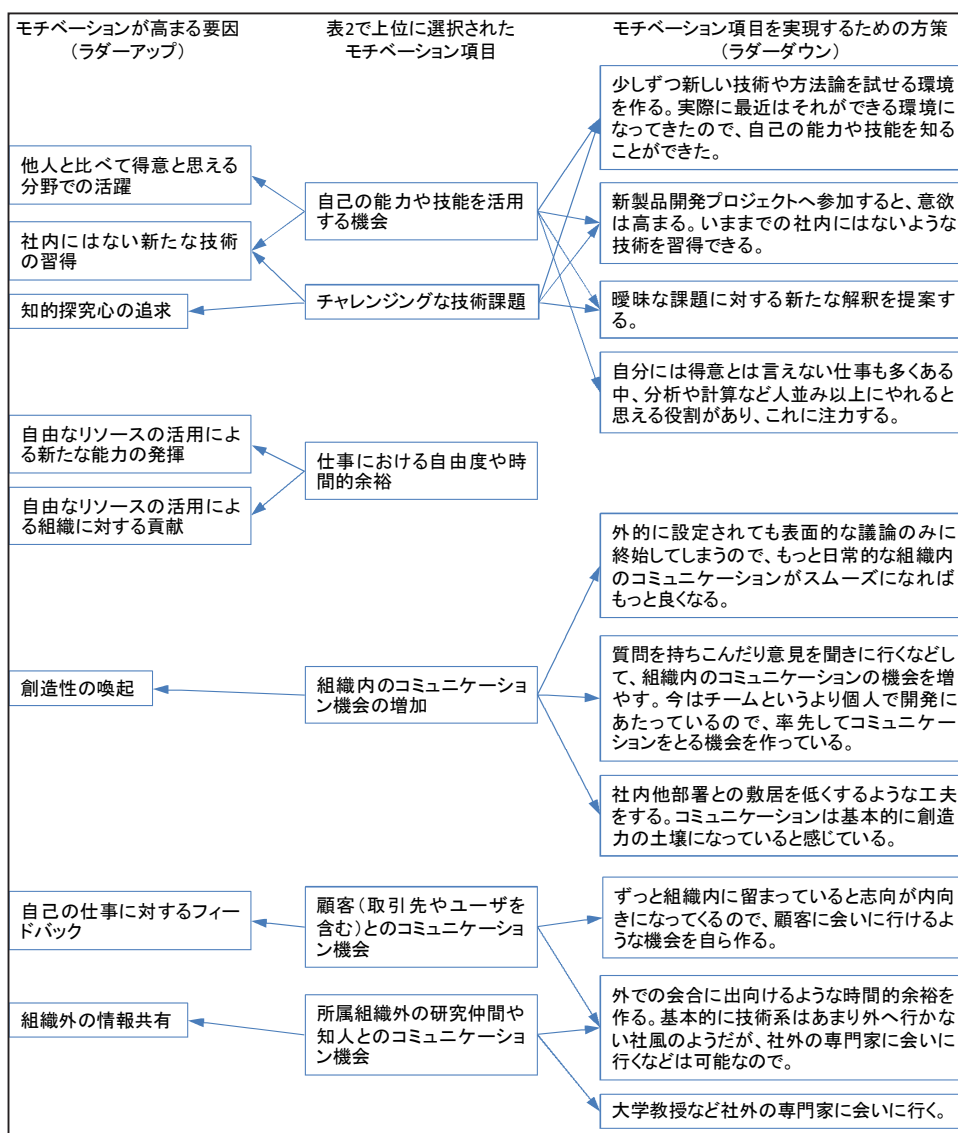 モチベーションが高まる要因
(ラダーアップ)
表2で上位に選択された
モチベーション項目
モチベーション項目を実現するための方策
(ラダーダウン)
他人と比べて得意と思える
分野での活躍
社内にはない新たな技術
の習得
知的探究心の追求
自由なリソースの活用によ
る新たな能力の発揮
自由なリソースの活用によ
る組織に対する貢献
創造性の喚起
自己の仕事に対するフィー
ドバック
組織外の情報共有
自己の能力や技能を活用
する機会
チャレンジングな技術課題
仕事における自由度や時
間的余裕
組織内のコミュニケーション
機会の増加
顧客(取引先やユーザを
含む)とのコミュニケーション
機会
所属組織外の研究仲間や
知人とのコミュニケーション
機会
少しずつ新しい技術や方法論を試せる環境
を作る。実際に最近はそれができる環境に
なってきたので、自己の能力や技能を知る
ことができた。
新製品開発プロジェクトへ参加すると、意欲
は高まる。いままでの社内にはないような
技術を習得できる。
曖昧な課題に対する新たな解釈を提案す
る。
自分には得意とは言えない仕事も多くある
中、分析や計算など人並み以上にやれると
思える役割があり、これに注力する。
外的に設定されても表面的な議論のみに
終始してしまうので、もっと日常的な組織内
のコミュニケーションがスムーズになれば
もっと良くなる。
質問を持ちこんだり意見を聞きに行くなどし
て、組織内のコミュニケーションの機会を増
やす。今はチームというより個人で開発に
あたっているので、率先してコミュニケー
ションをとる機会を作っている。
社内他部署との敷居を低くするような工夫
をする。コミュニケーションは基本的に創造
力の土壌になっていると感じている。
ずっと組織内に留まっていると志向が内向
きになってくるので、顧客に会いに行けるよ
うな機会を自ら作る。
外での会合に出向けるような時間的余裕を
作る。基本的に技術系はあまり外へ行かな
い社風のようだが、社外の専門家に会いに
行くなどは可能なので。
大学教授など社外の専門家に会いに行く。